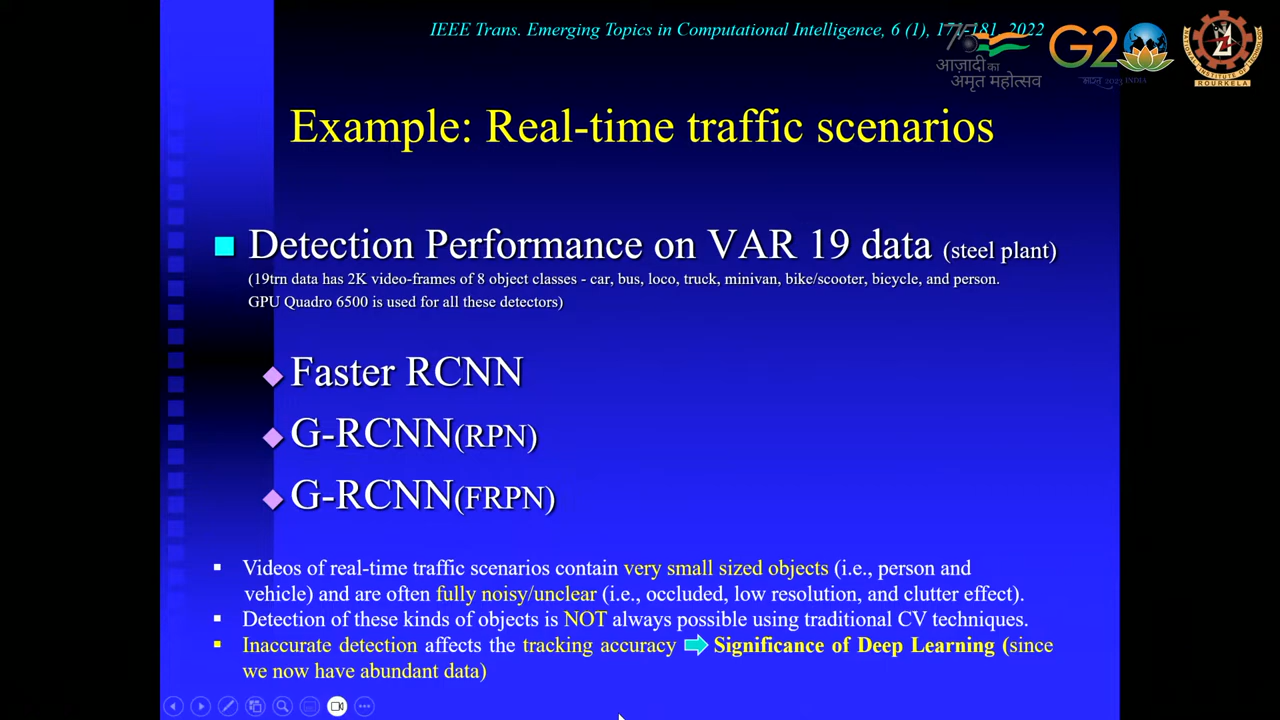 IEEE Trans. Emerging Topics in Computational Intelligence, 6 (1), 171-181, 2022
75
आज़ादी का
अमृत महोत्सव
G20
2023 INDIA
ROURKELA
Example: Real-time traffic scenarios
Detection Performance on VAR 19 data (steel plant)
(19trn data has 2K video-frames of 8 object classes - car, bus, loco, truck, minivan, bike/scooter, bicycle, and person.
GPU Quadro 6500 is used for all these detectors)
Faster RCNN
G-RCNN(RPN)
G-RCNN(FRPN)
Videos of real-time traffic scenarios contain very small sized objects (i.e., person and
vehicle) and are often fully noisy/unclear (i.e., occluded, low resolution, and clutter effect).
Detection of these kinds of objects is NOT always possible using traditional CV techniques.
Inaccurate detection affects the tracking accuracy Significance of Deep Learning (since
we now have abundant data)